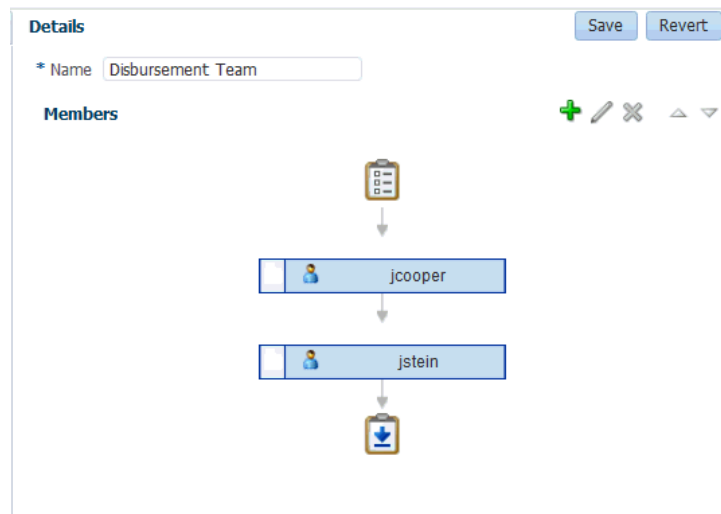 Details
Save
Revert
* Name
Disbursement Team
Members
jcooper
jstein